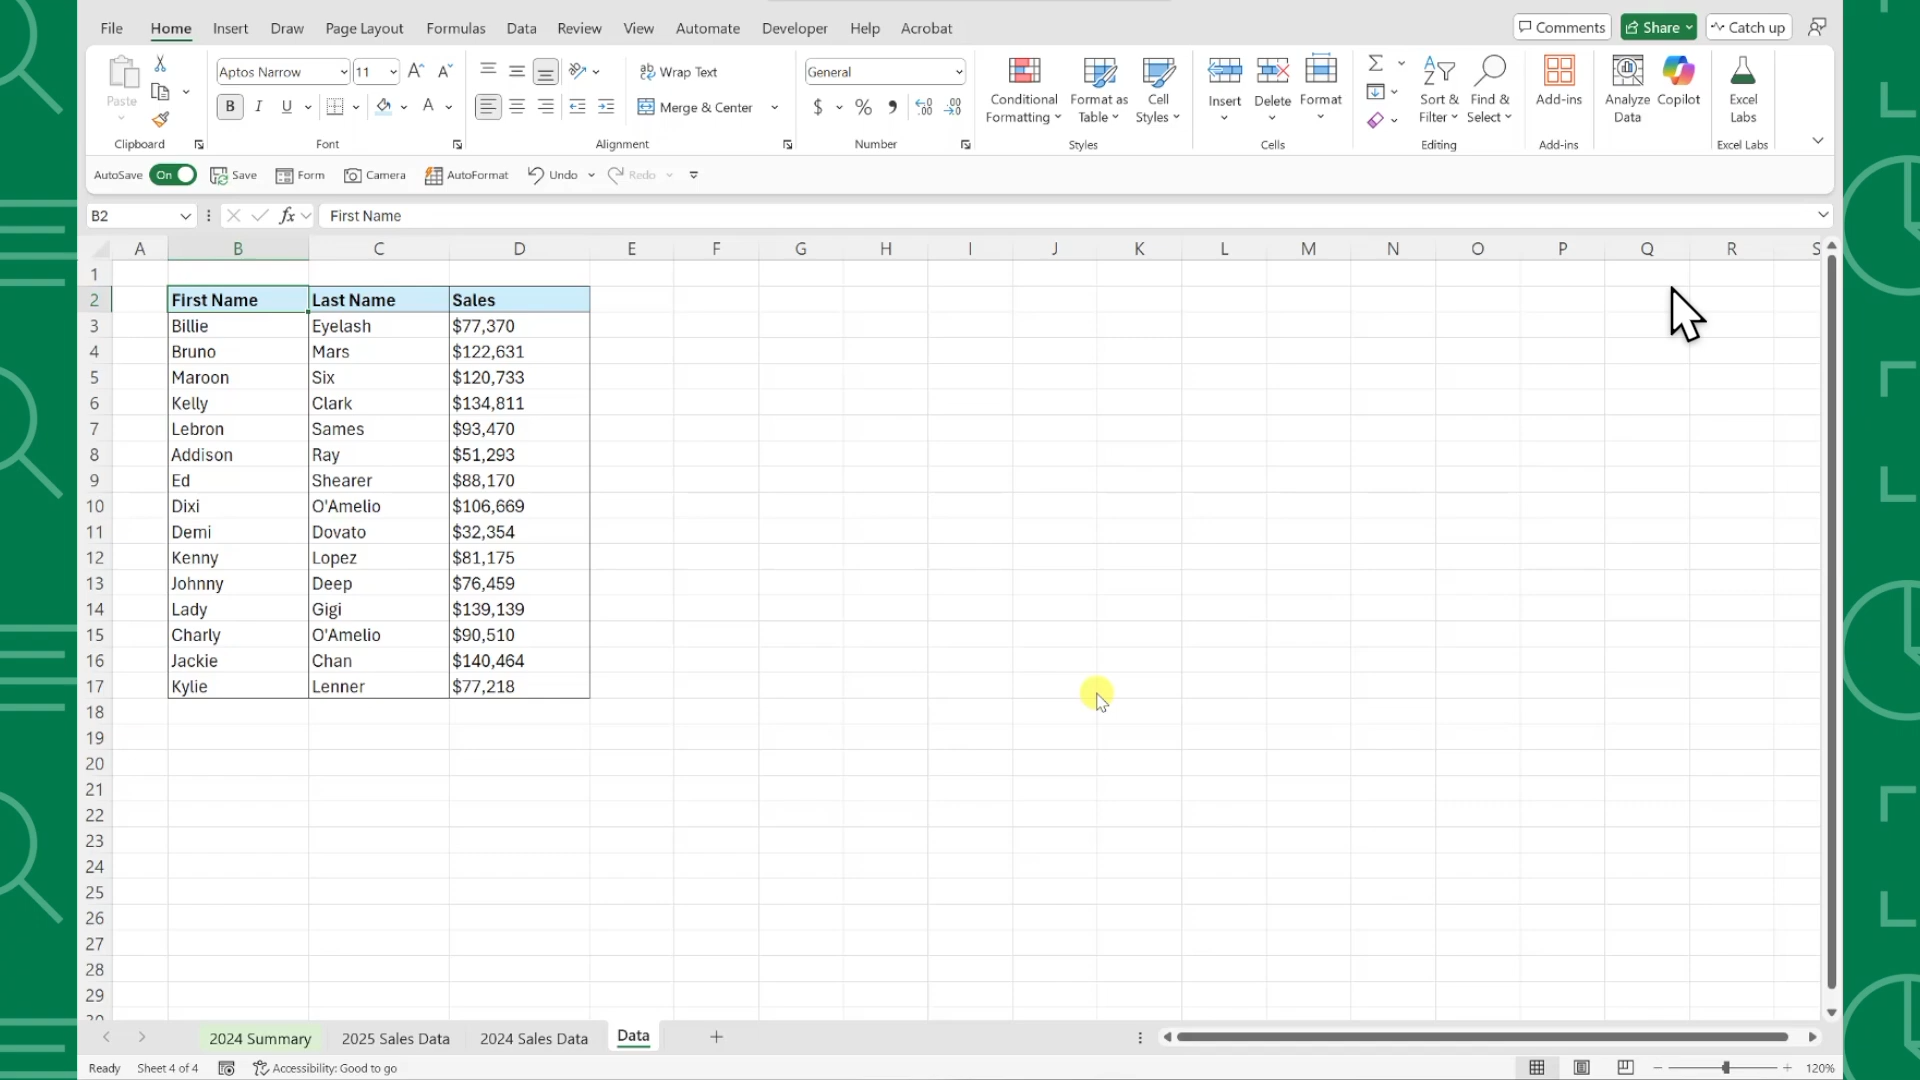 File Home Insert Draw Page Layout Formulas Data Review View Automate Developer Help Acrobat Comments Share Catch up
Aptos Narrow 11 Wrap Text General
Paste B I U A Merge & Center $ % , Conditional Formatting Format as Table Cell Styles Insert Delete Format Sort & Filter Find & Select Add-ins Analyze Data Copilot Excel Labs
Clipboard Font Alignment Number Styles Cells Editing Add-ins Excel Labs
AutoSave On Save Form Camera AutoFormat Undo Redo
B2 fx First Name
A B C D E F G H I J K L M N O P Q R S
1
2 First Name Last Name Sales
3 Billie Eyelash $77,370
4 Bruno Mars $122,631
5 Maroon Six $120,733
6 Kelly Clark $134,811
7 Lebron Sames $93,470
8 Addison Ray $51,293
9 Ed Shearer $88,170
10 Dixi O'Amelio $106,669
11 Demi Dovato $32,354
12 Kenny Lopez $81,175
13 Johnny Deep $76,459
14 Lady Gigi $139,139
15 Charly O'Amelio $90,510
16 Jackie Chan $140,464
17 Kylie Lenner $77,218
18
19
20
21
22
23
24
25
26
27
28
29
30
2024 Summary 2025 Sales Data 2024 Sales Data Data
Ready Sheet 4 of 4 Accessibility: Good to go 120%